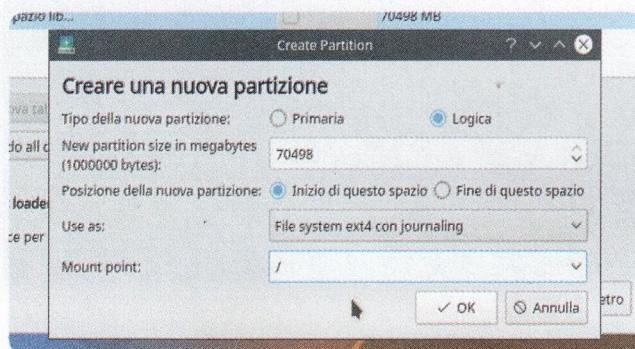 pazio lib... 70498 MB
Create Partition
Creare una nuova partizione
Tipo della nuova partizione: Primaria Logica
New partition size in megabytes
(1000000 bytes): 70498
Posizione della nuova partizione: Inizio di questo spazio Fine di questo spazio
Use as: File system ext4 con journaling
Mount point: /
OK Annulla